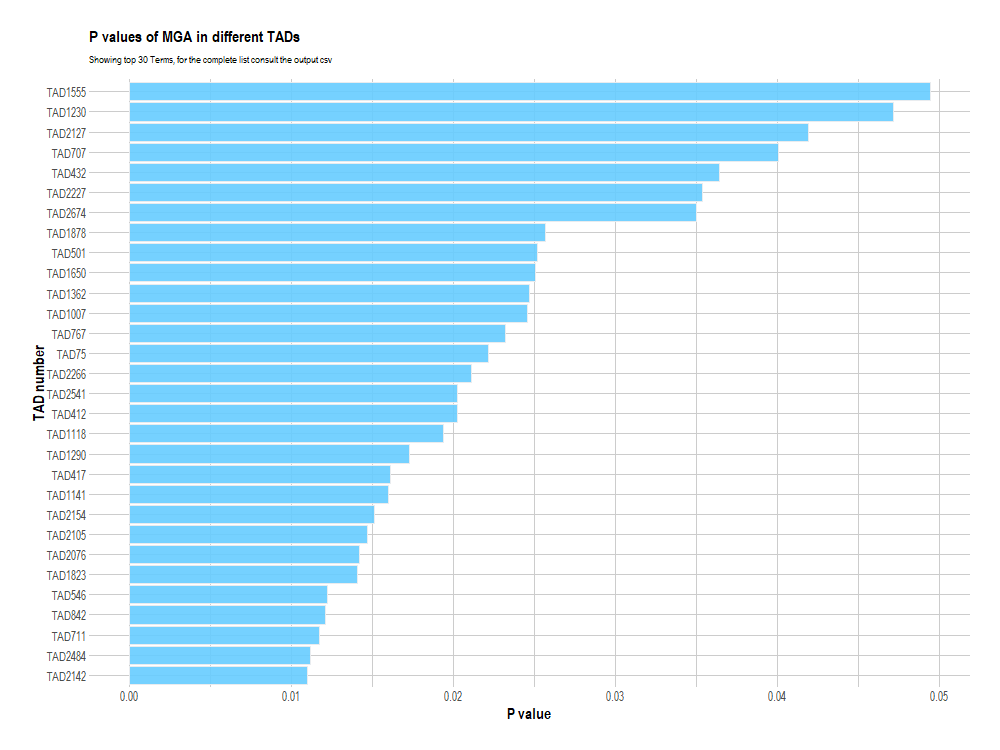 P values of MGA in different TADs
Showing top 30 Terms, for the complete list consult the output csv
TAD number
TAD1555
TAD1230
TAD2127
TAD707
TAD432
TAD2227
TAD2674
TAD1878
TAD501
TAD1650
TAD1362
TAD1007
TAD767
TAD75
TAD2266
TAD2541
TAD412
TAD1118
TAD1290
TAD417
TAD1141
TAD2154
TAD2105
TAD2076
TAD1823
TAD546
TAD842
TAD711
TAD2484
TAD2142
0.00 0.01 0.02 0.03 0.04 0.05
P value